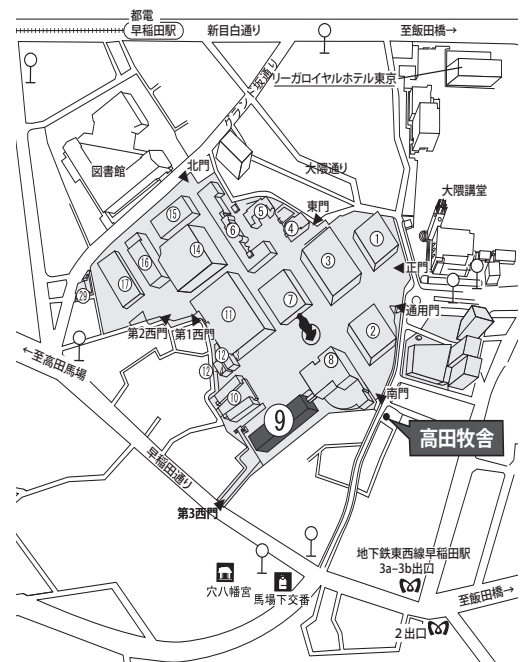 都電
早稲田駅
新目白通り
至飯田橋→
リーガロイヤルホテル東京
グランド坂通り
大隈通り
図書館
北門
大隈講堂
東門
⑮
⑤
⑥
④
①
⑭
③
⑯
正門
⑰
⑦
㉙
⑪
通用門
第2西門
第1西門
②
←至高田馬場
⑫
⑧
⑫
⑩
南門
9
高田牧舎
早稲田通り
第3西門
地下鉄東西線早稲田駅
3a-3b出口
穴八幡宮
馬場下交番
至飯田橋→
2出口